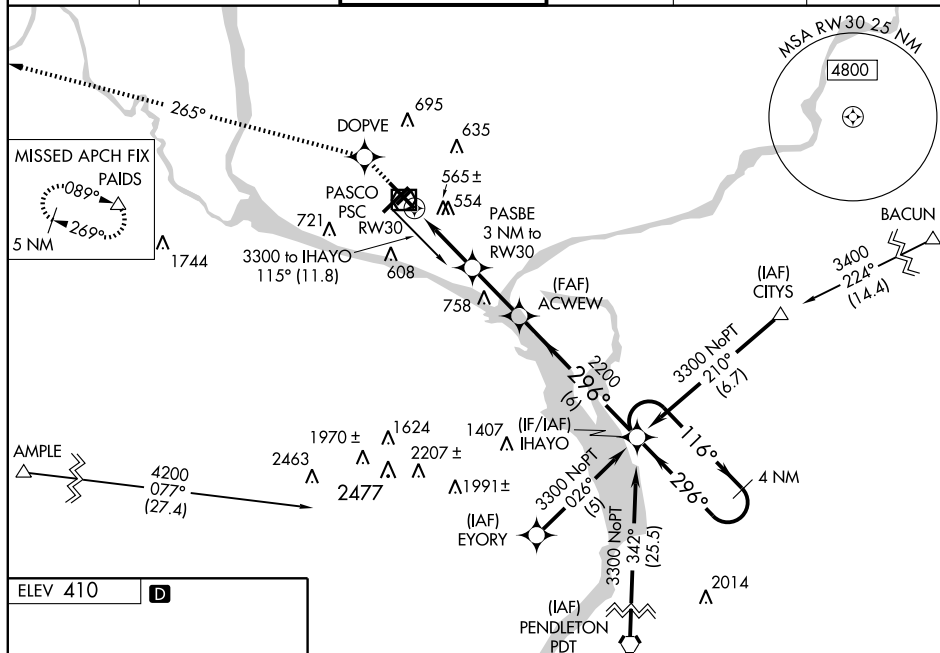 MSA RW30 25 NM
4800
265°
695
DOPVE
635
MISSED APCH FIX
PAIDS
089°
269°
5 NM
565 ±
554
PASCO
PSC
RW30
PASBE
3 NM to
RW30
721
1744
3300 to IHAYO
115° (11.8)
608
758
BACUN
3400
224°
(14.4)
(IAF)
CITYS
(FAF)
ACWEW
3300 NoPT
210°
(6.7)
2200
296°
(6)
(IF/IAF)
IHAYO
116°
296°
4 NM
1624
1407
1970 ±
2207 ±
2463
2477
1991±
AMPLE
4200
077°
(27.4)
3300 NoPT
026°
(5)
(IAF)
EYORY
3300 NoPT
342°
(25.5)
2014
(IAF)
PENDLETON
PDT
ELEV 410
D